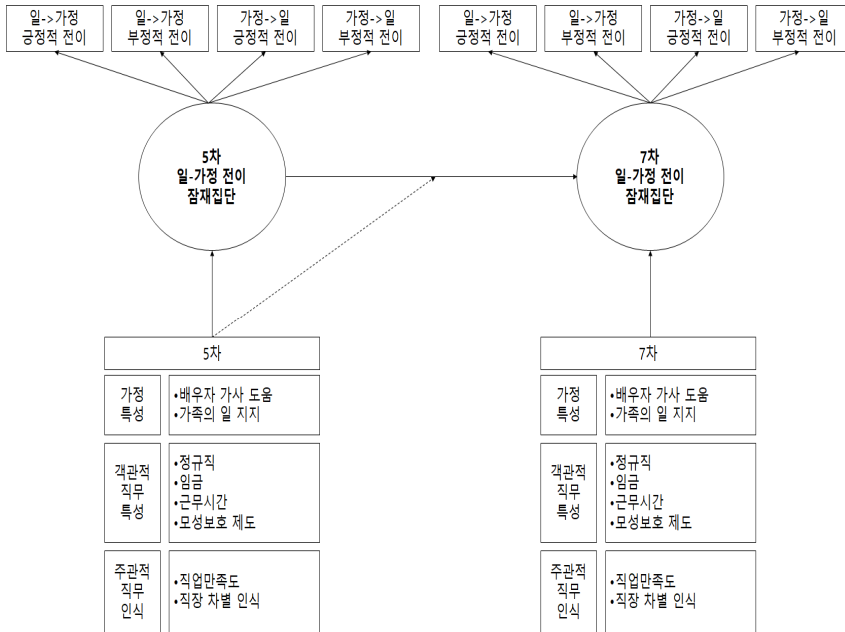 일->가정
긍정적 전이
일->가정
부정적 전이
가정->일
긍정적 전이
가정->일
부정적 전이
일->가정
긍정적 전이
일->가정
부정적 전이
가정->일
긍정적 전이
가정->일
부정적 전이
5차
일-가정 전이
잠재집단
7차
일-가정 전이
잠재집단
5차
가정
특성
•배우자 가사 도움
•가족의 일 지지
객관적
직무
특성
•정규직
•임금
•근무시간
•모성보호 제도
주관적
직무
인식
•직업만족도
•직장 차별 인식
7차
가정
특성
•배우자 가사 도움
•가족의 일 지지
객관적
직무
특성
•정규직
•임금
•근무시간
•모성보호 제도
주관적
직무
인식
•직업만족도
•직장 차별 인식